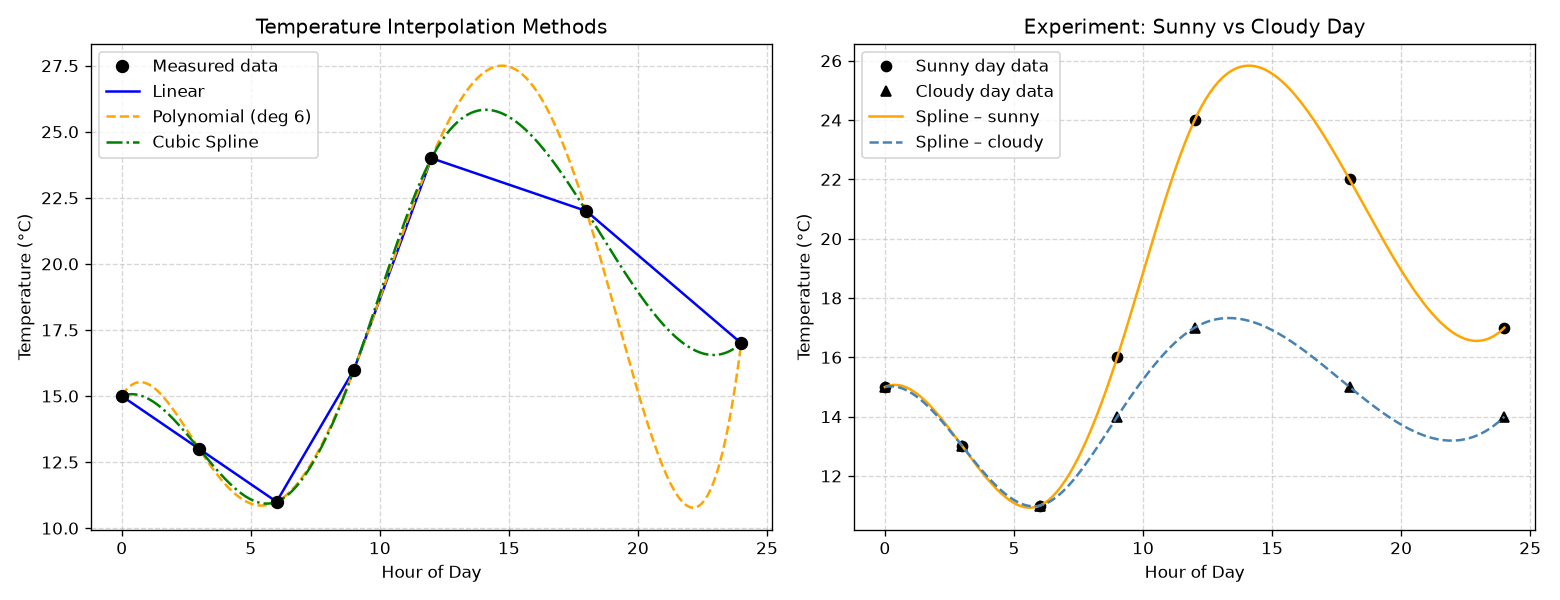 Temperature Interpolation Methods
Measured data
Linear
Polynomial (deg 6)
Cubic Spline
27.5
25.0
22.5
20.0
17.5
15.0
12.5
10.0
Temperature (°C)
0 5 10 15 20 25
Hour of Day
Experiment: Sunny vs Cloudy Day
Sunny day data
Cloudy day data
Spline – sunny
Spline – cloudy
26
24
22
20
18
16
14
12
Temperature (°C)
0 5 10 15 20 25
Hour of Day